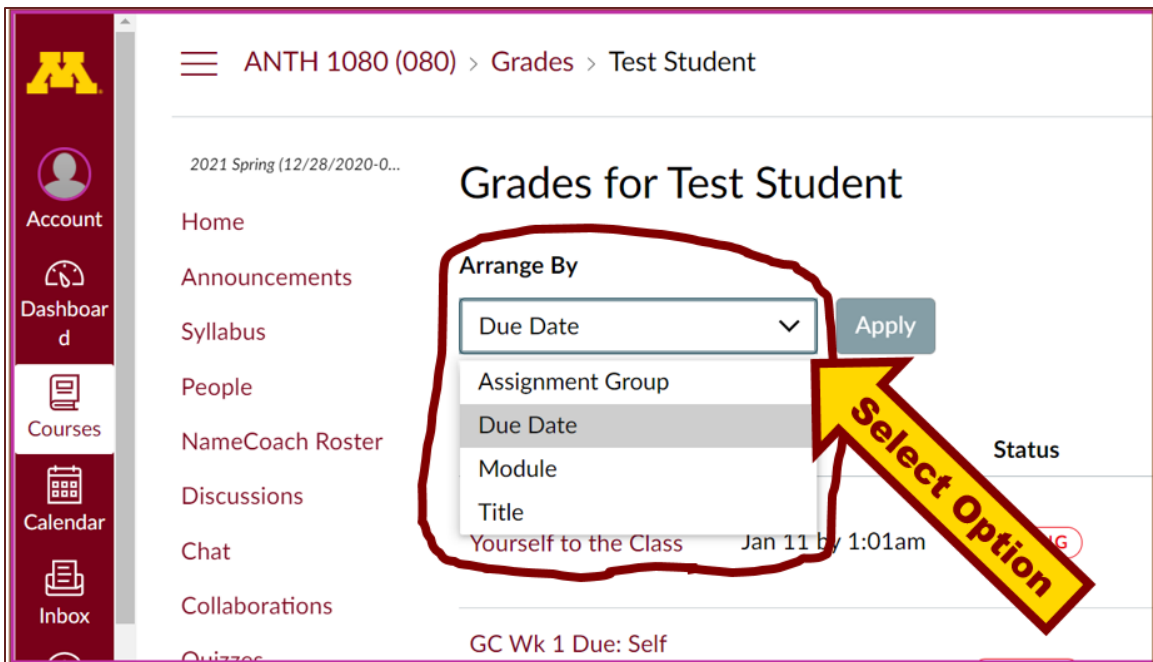 M
ANTH 1080 (080) > Grades > Test Student
Account
Dashboar
d
Courses
Calendar
Inbox
2021 Spring (12/28/2020-0...
Home
Announcements
Syllabus
People
NameCoach Roster
Discussions
Chat
Collaborations
Quizzes
Grades for Test Student
Arrange By
Due Date
Apply
Assignment Group
Due Date
Module
Title
Select Option
Status
Yourself to the Class Jan 11 by 1:01am
GC Wk 1 Due: Self